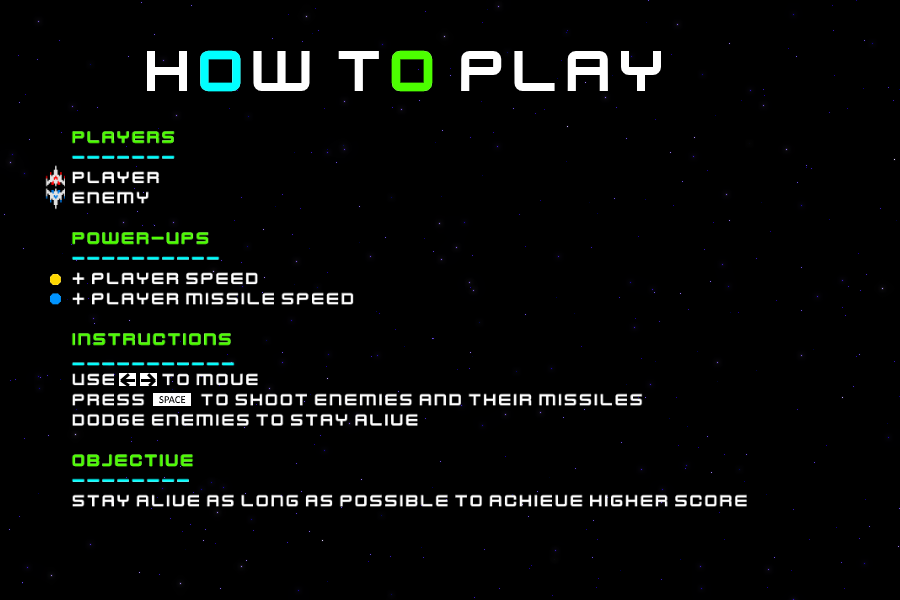 HOW TO PLAY
PLAYERS
-------
PLAYER
ENEMY
POWER-UPS
----------
+ PLAYER SPEED
+ PLAYER MISSILE SPEED
INSTRUCTIONS
-----------
USE ← → TO MOVE
PRESS SPACE TO SHOOT ENEMIES AND THEIR MISSILES
DODGE ENEMIES TO STAY ALIVE
OBJECTIVE
--------
STAY ALIVE AS LONG AS POSSIBLE TO ACHIEVE HIGHER SCORE